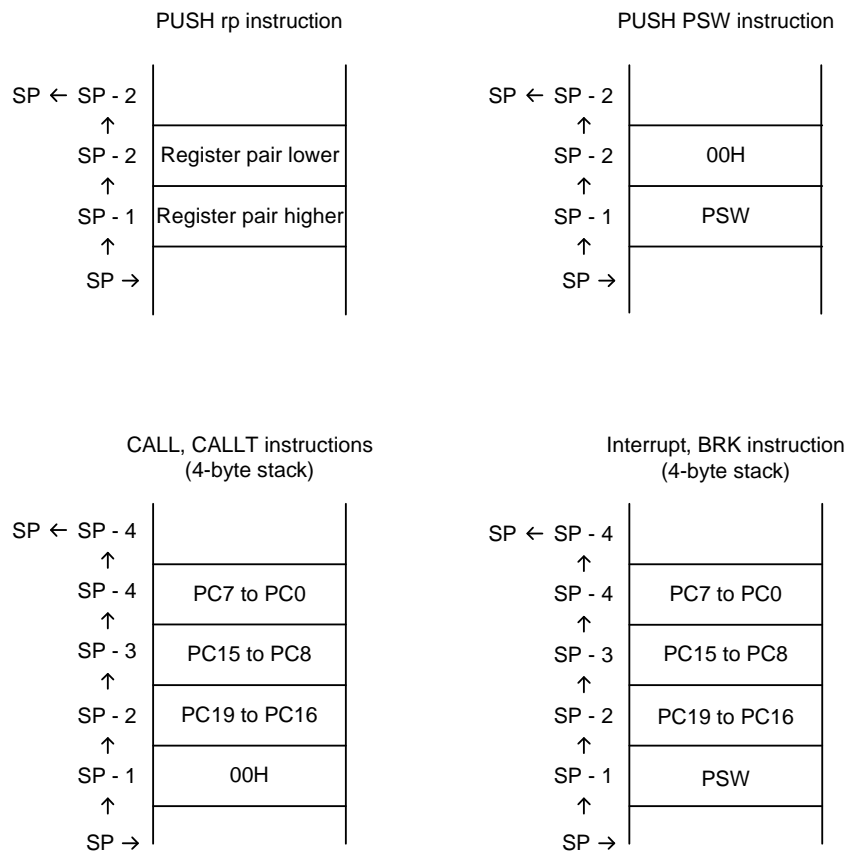 PUSH rp instruction
SP ← SP - 2
↑
SP - 2 Register pair lower
↑
SP - 1 Register pair higher
↑
SP →
PUSH PSW instruction
SP ← SP - 2
↑
SP - 2 00H
↑
SP - 1 PSW
↑
SP →
CALL, CALLT instructions
(4-byte stack)
SP ← SP - 4
↑
SP - 4 PC7 to PC0
↑
SP - 3 PC15 to PC8
↑
SP - 2 PC19 to PC16
↑
SP - 1 00H
↑
SP →
Interrupt, BRK instruction
(4-byte stack)
SP ← SP - 4
↑
SP - 4 PC7 to PC0
↑
SP - 3 PC15 to PC8
↑
SP - 2 PC19 to PC16
↑
SP - 1 PSW
↑
SP →